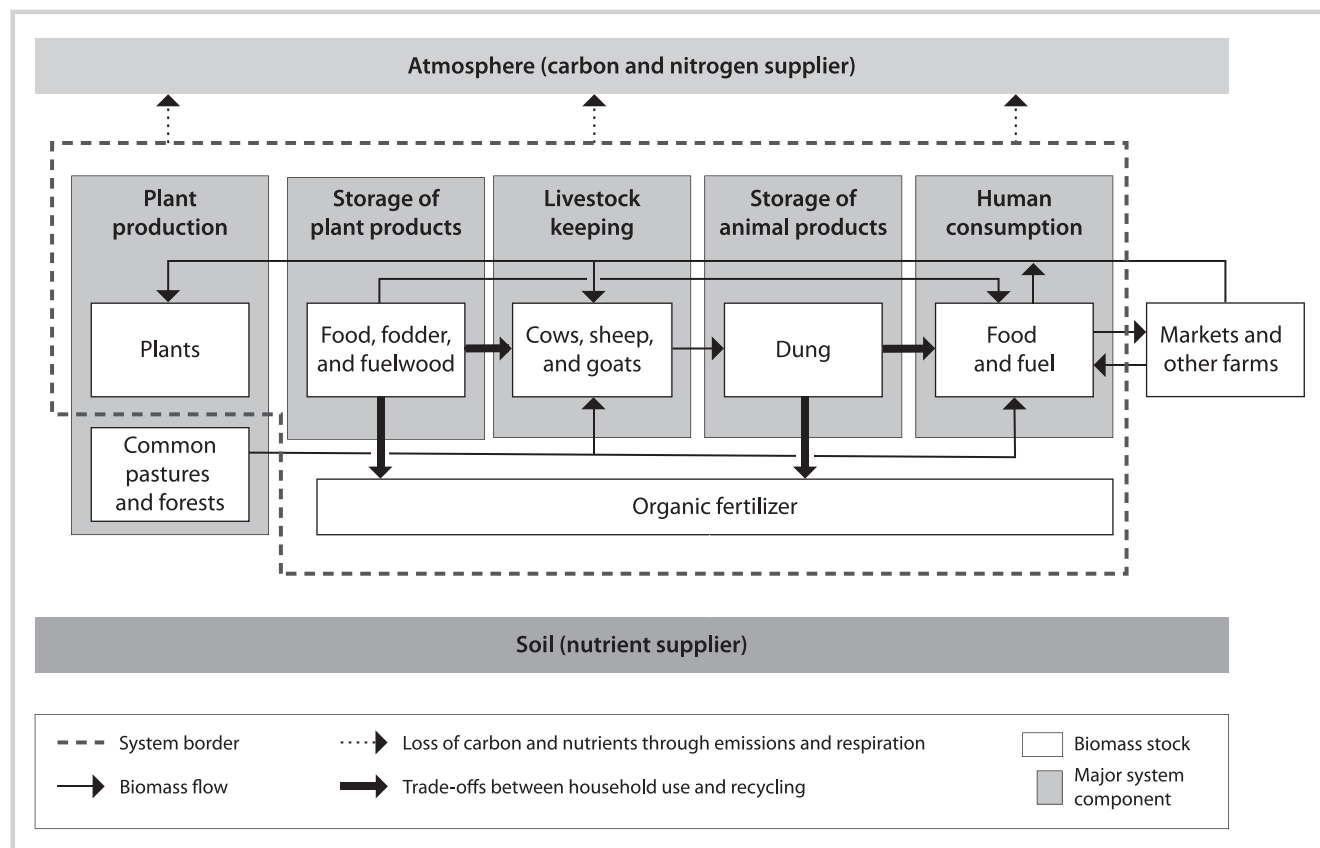 Atmosphere (carbon and nitrogen supplier)
Plant
production
Storage of
plant products
Livestock
keeping
Storage of
animal products
Human
consumption
Plants
Food, fodder,
and fuelwood
Cows, sheep,
and goats
Dung
Food
and fuel
Markets and
other farms
Common
pastures
and forests
Organic fertilizer
Soil (nutrient supplier)
System border
Loss of carbon and nutrients through emissions and respiration
Biomass stock
Biomass flow
Trade-offs between household use and recycling
Major system
component